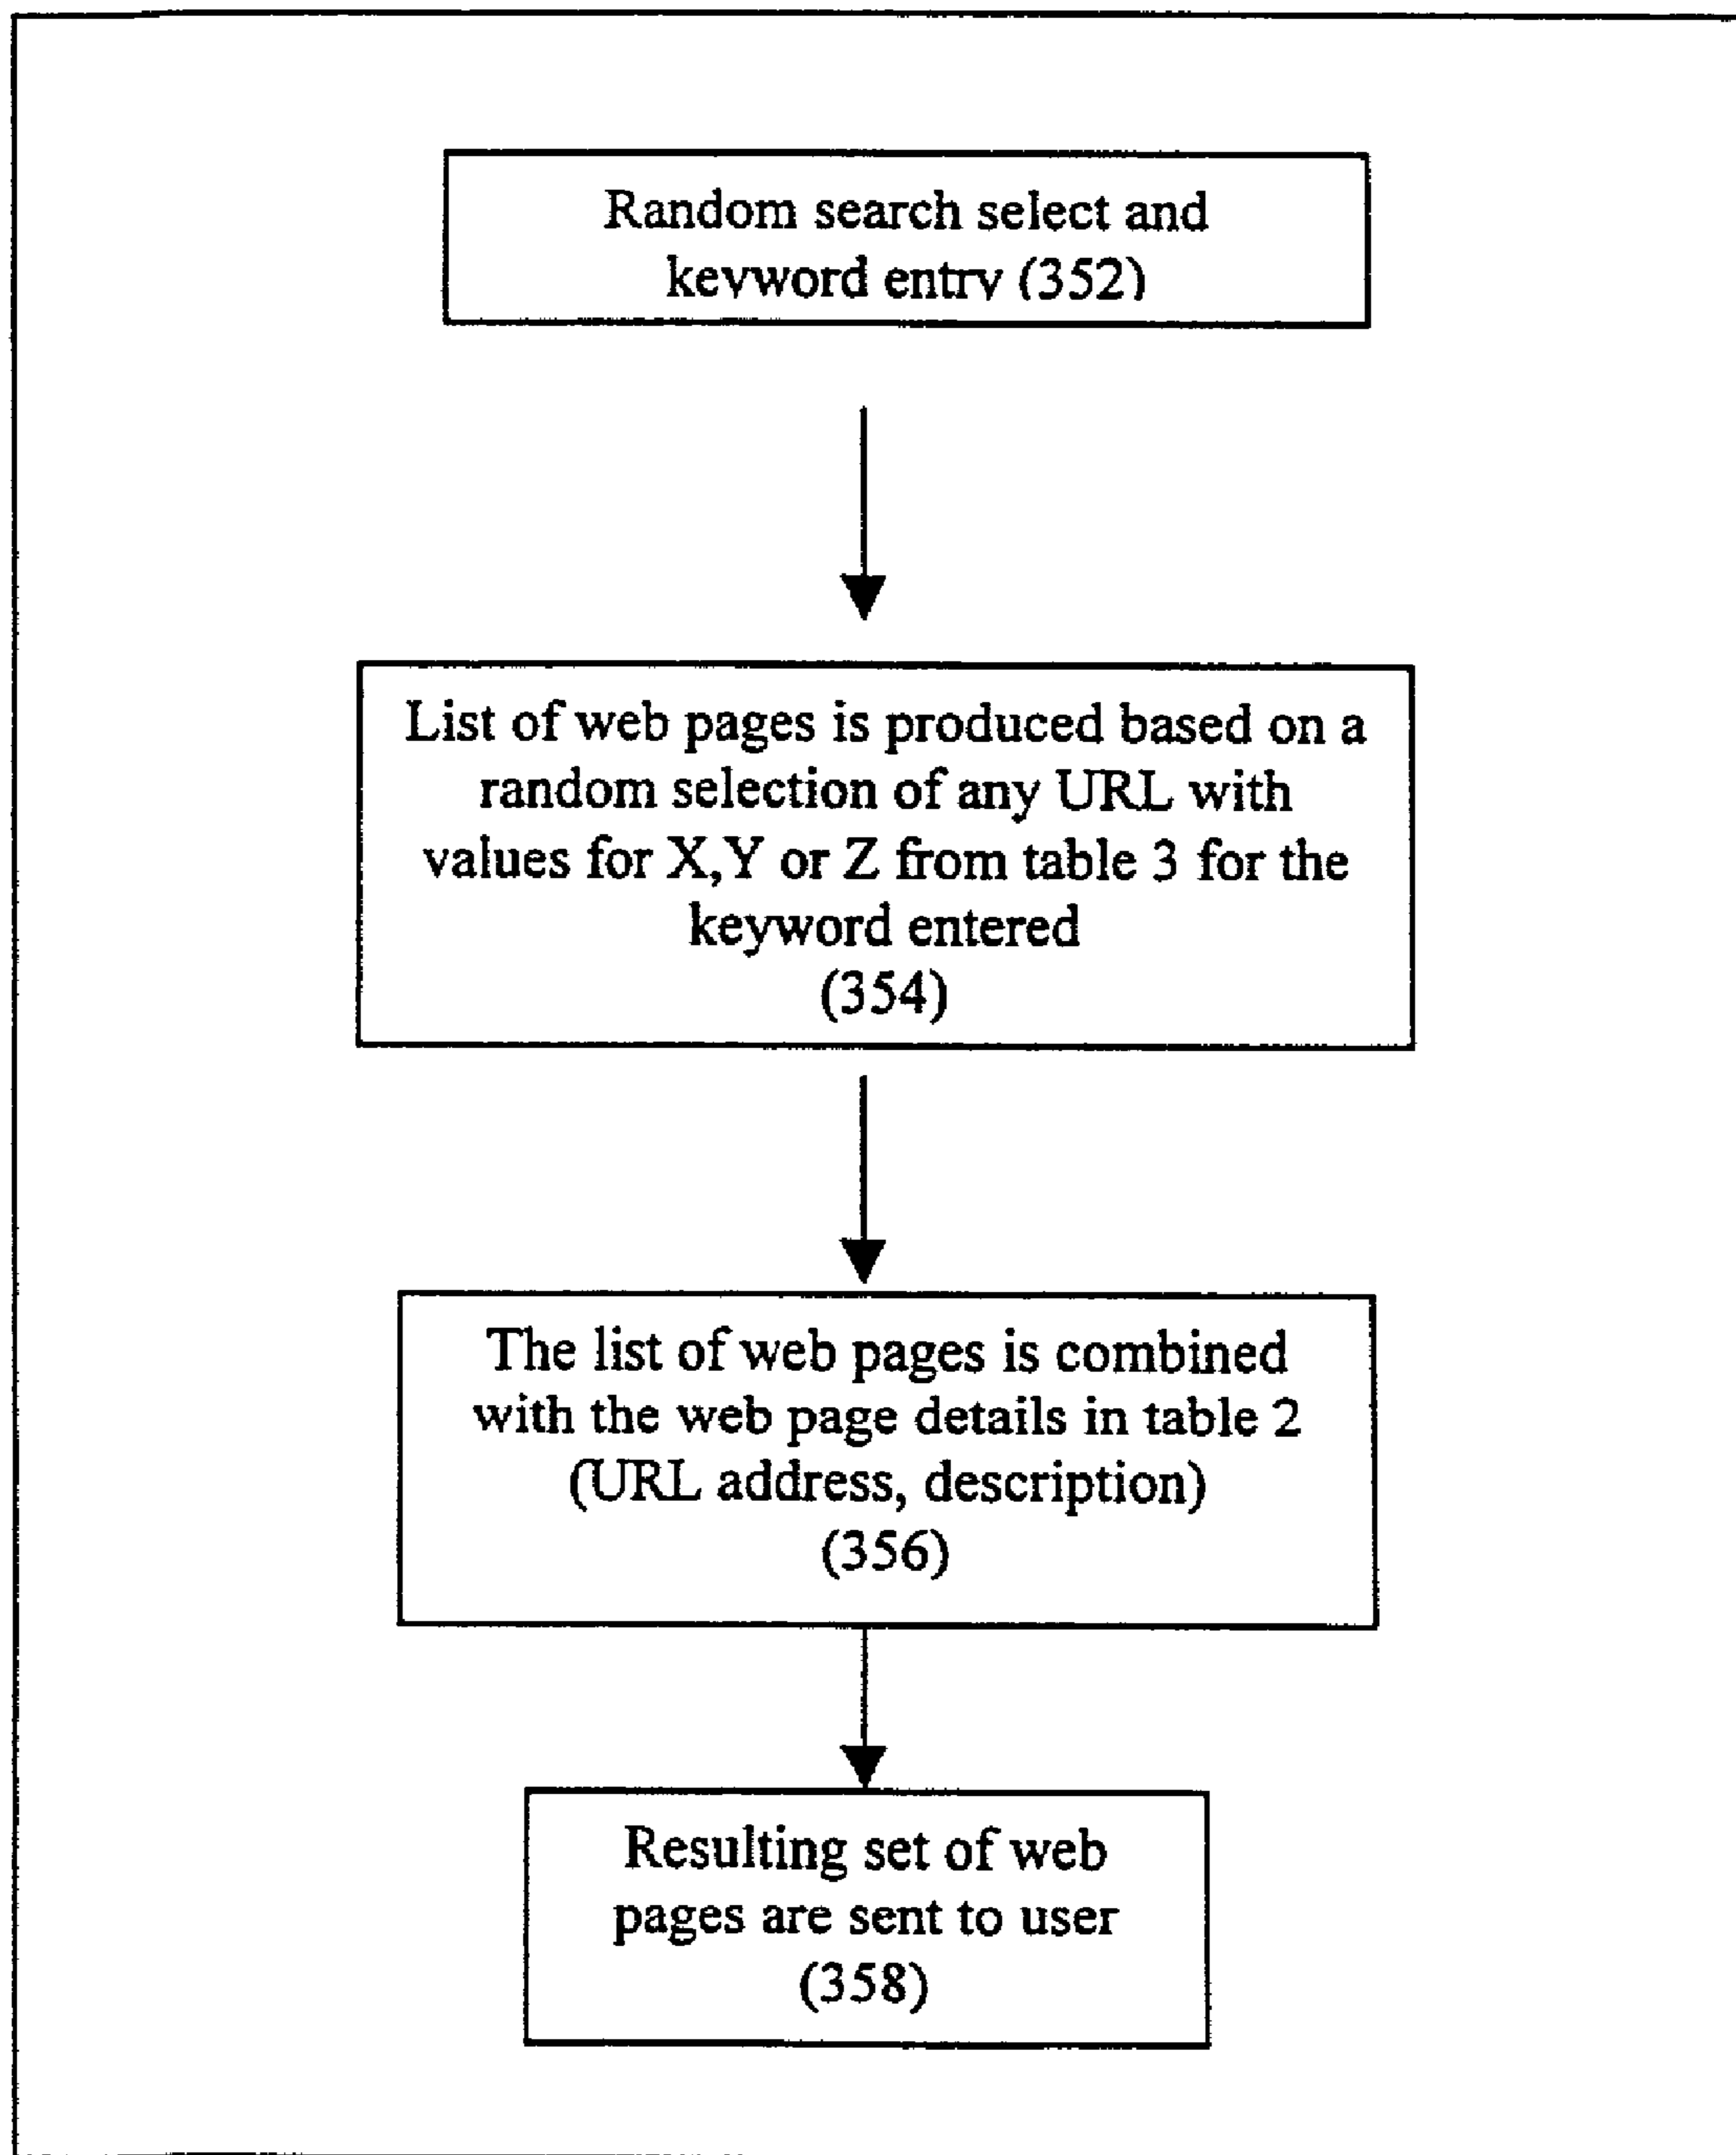 Random search select and
keyword entry (352)
List of web pages is produced based on a
random selection of any URL with
values for X,Y or Z from table 3 for the
keyword entered
(354)
The list of web pages is combined
with the web page details in table 2
(URL address, description)
(356)
Resulting set of web
pages are sent to user
(358)